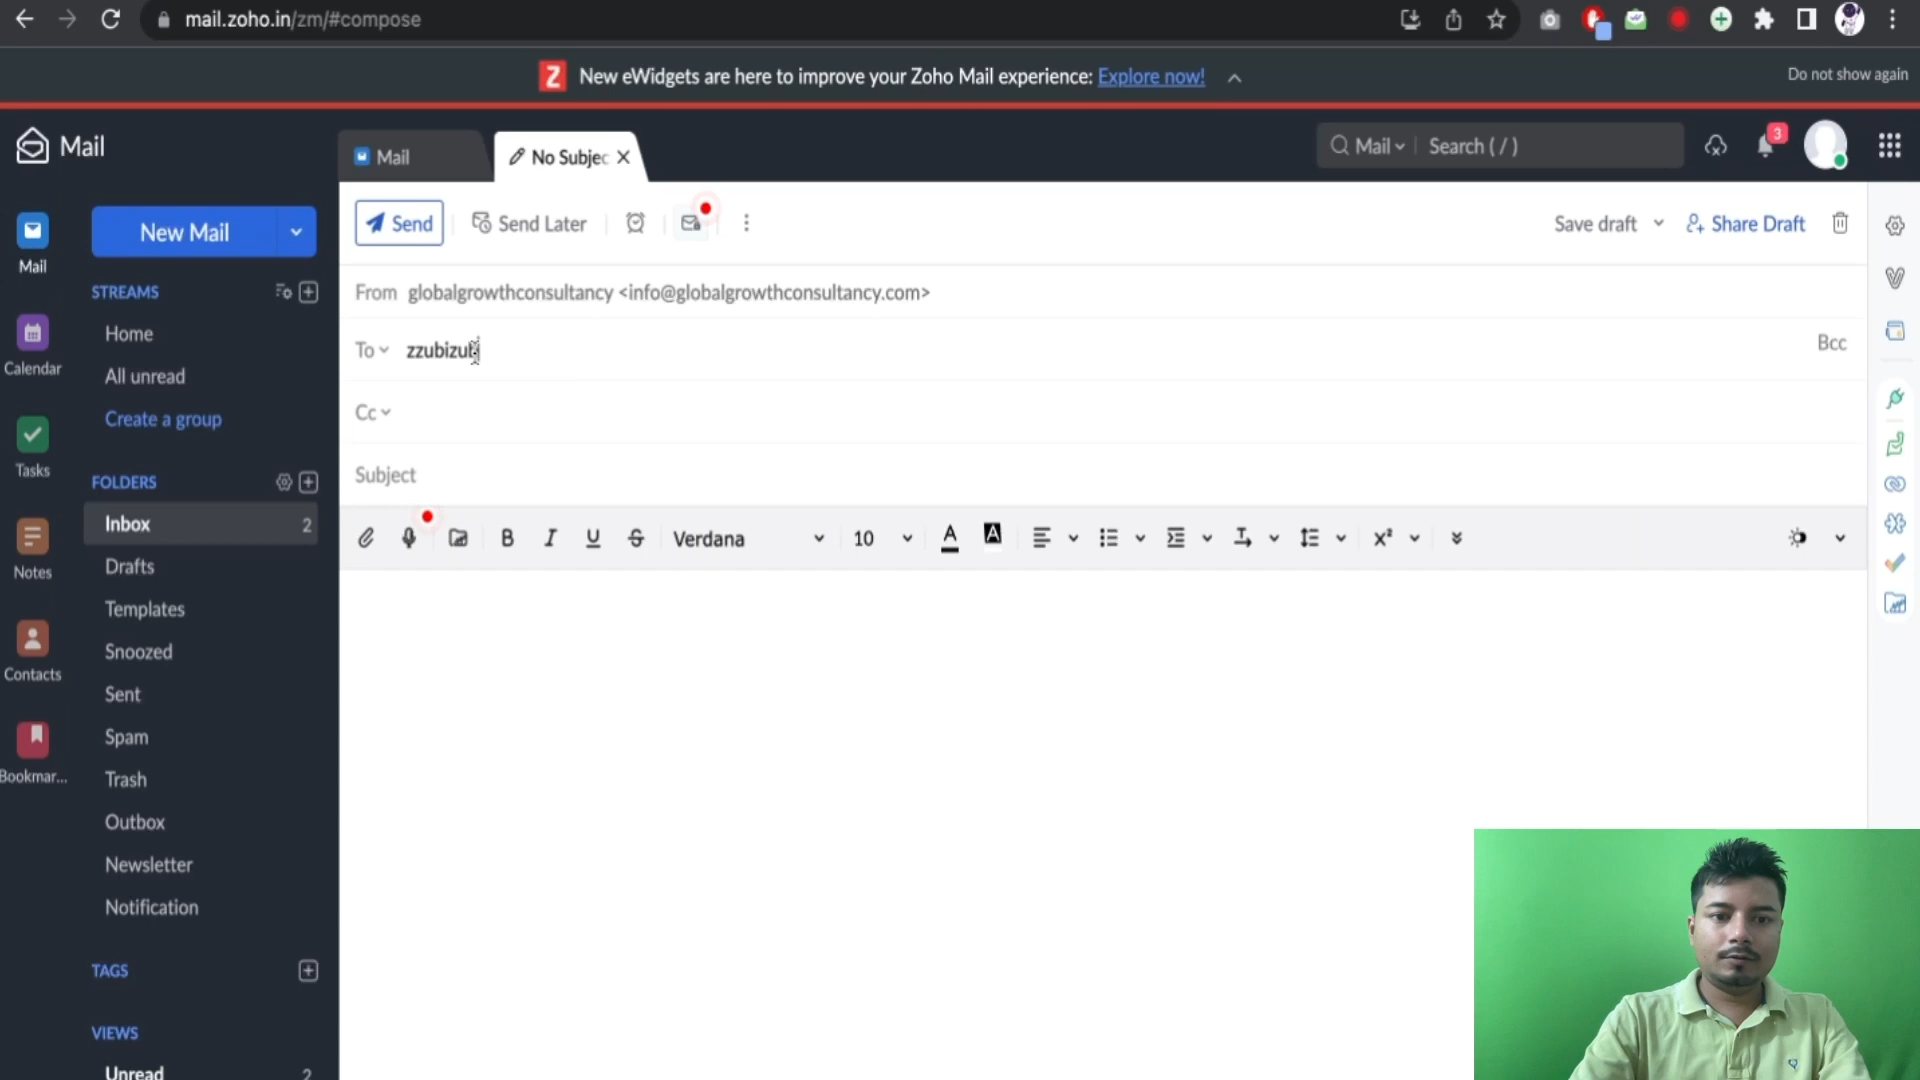 mail.zoho.in/zm/#compose
New eWidgets are here to improve your Zoho Mail experience: Explore now!
Do not show again
Mail
Mail
No Subjec
Mail
Search ( / )
3
New Mail
Send
Send Later
Save draft
Share Draft
Mail
STREAMS
From globalgrowthconsultancy <info@globalgrowthconsultancy.com>
Home
To
Bcc
Calendar
All unread
Create a group
Cc
Tasks
FOLDERS
Subject
Inbox 2
Verdana
10
Notes
Drafts
Templates
Snoozed
Contacts
Sent
Spam
Bookmar...
Trash
Outbox
Newsletter
Notification
TAGS
VIEWS
Unread 2